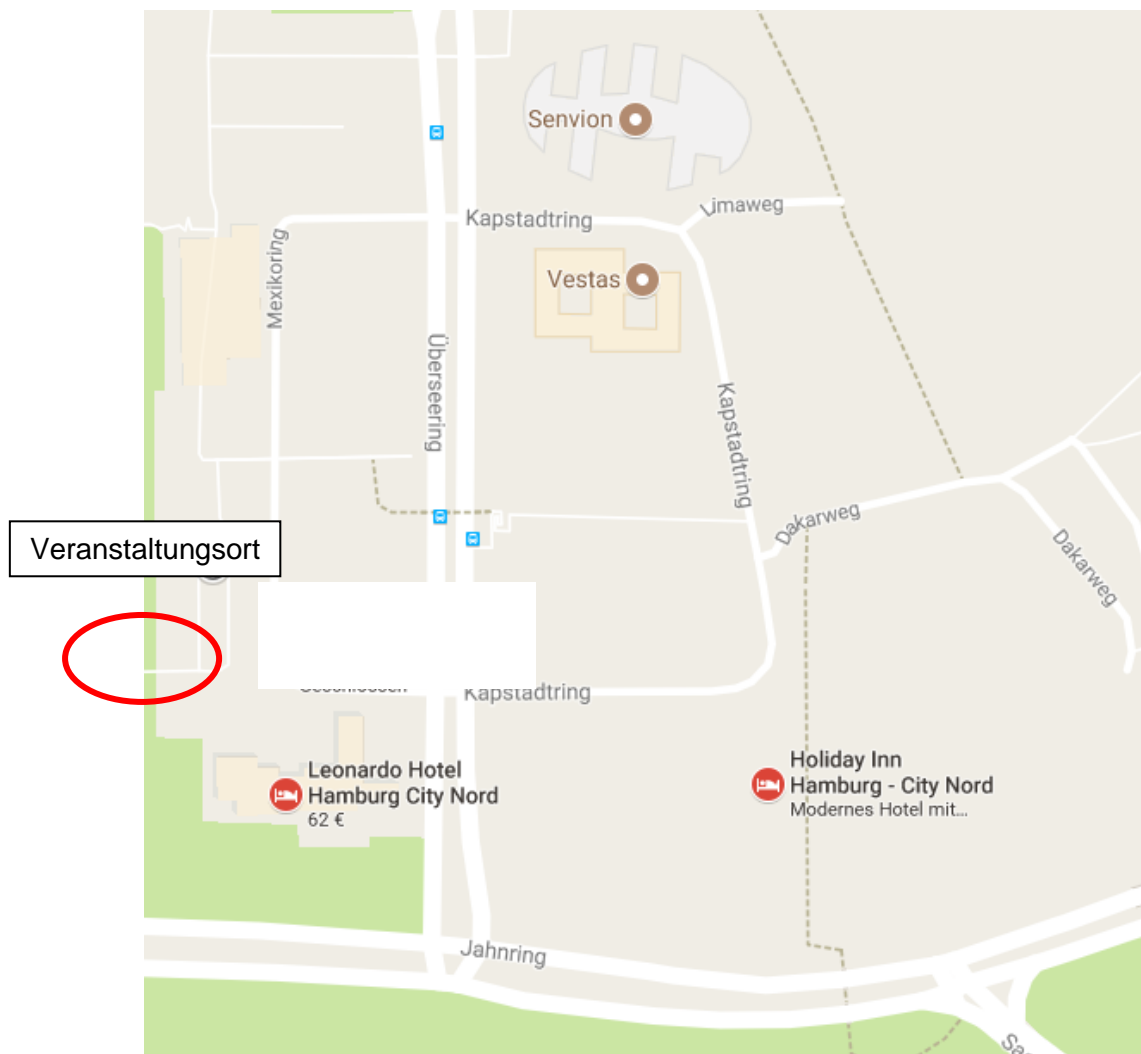 Senvion
Limaweg
Kapstadtring
Mexikoring
Vestas
Überseering
Kapstadtring
Dakarweg
Veranstaltungsort
Dakarweg
Kapstadtring
Holiday Inn
Hamburg - City Nord
Modernes Hotel mit...
Leonardo Hotel
Hamburg City Nord
62 €
Jahnring